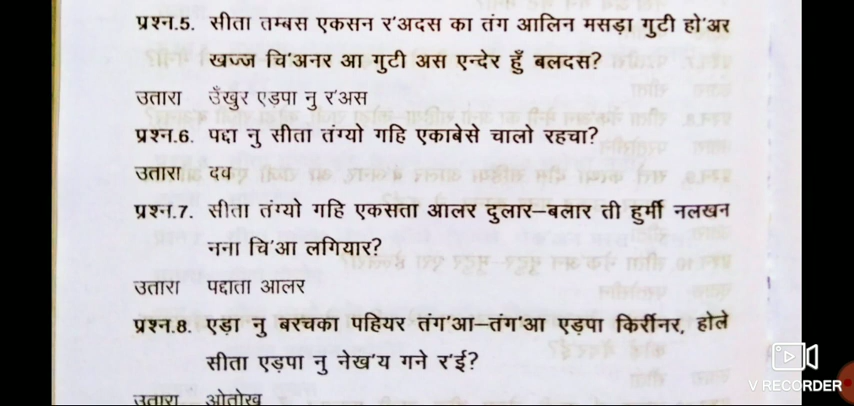 प्रश्न.5. सीता तम्बस एकसन र'अदस का तंग आलिन मसड़ा गुटी हो'अर
खज्ज चि'अनर आ गुटी अस एन्देर हुँ बलदस?
उतारा उँखुर एड़पा नु र'अस
प्रश्न.6. पद्दा नु सीता तंग्यो गहि एकाबेसे चालो रहचा?
उतारा दव
प्रश्न.7. सीता तंग्यो गहि एकसता आलर दुलार–बलार ती हुर्मी नलखन
नना चि'आ लगियार?
उतारा पद्दाता आलर
प्रश्न.8. एड़ा नु बरचका पहियर तंग'आ–तंग'आ एड़पा किर्रीनर, होले
सीता एड़पा नु नेख'य गने र'ई?
उतारा ओतोख
V RECORDER